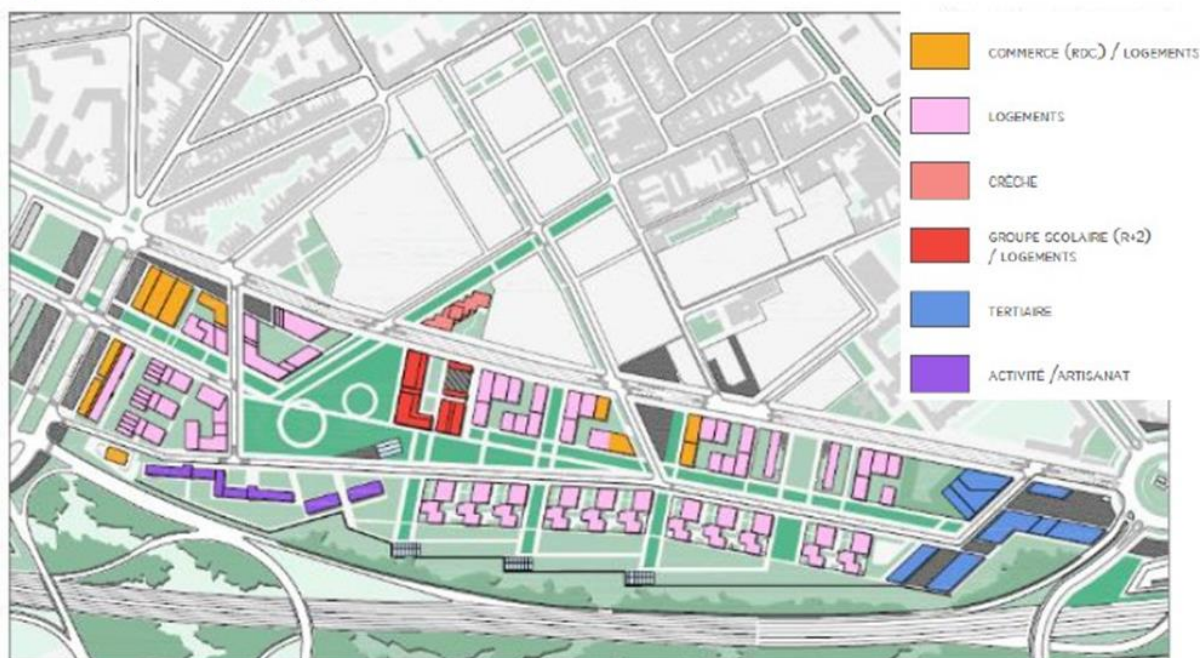 COMMERCE (RDC) / LOGEMENTS
LOGEMENTS
CRÈCHE
GROUPE SCOLAIRE (R+2)
/ LOGEMENTS
TERTIAIRE
ACTIVITÉ /ARTISANAT